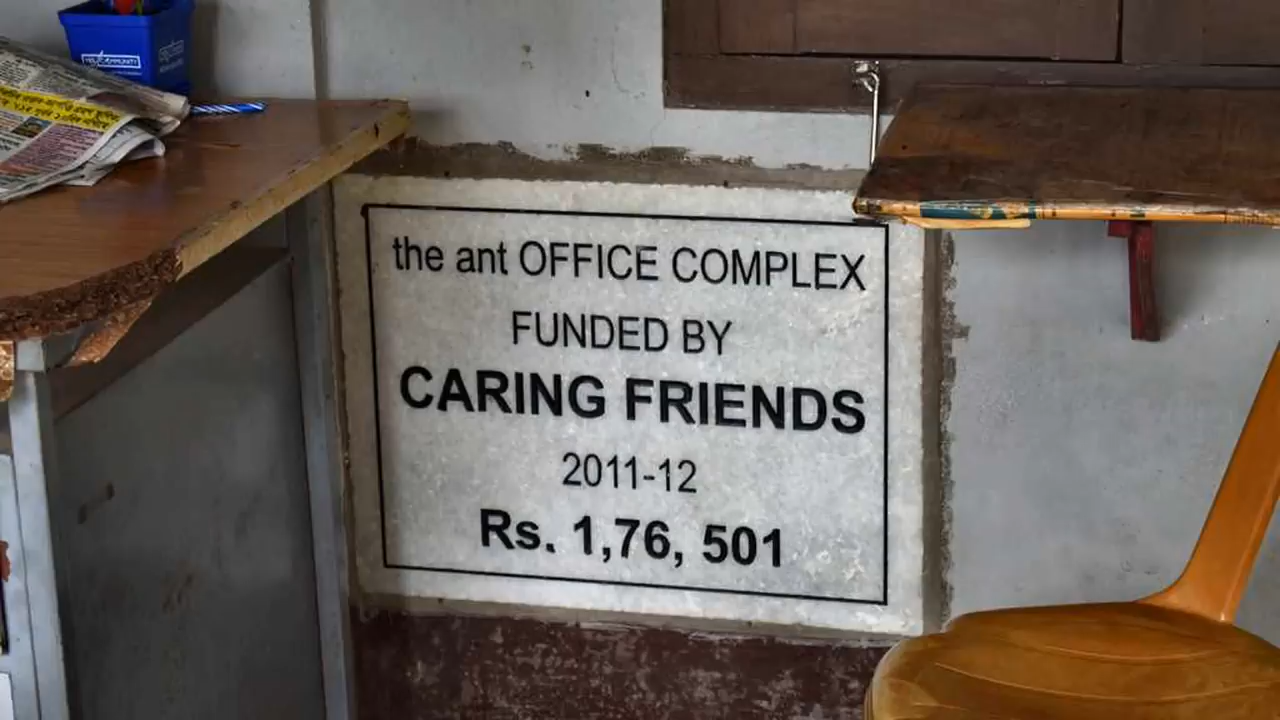 the ant OFFICE COMPLEX
FUNDED BY
CARING FRIENDS
2011-12
Rs. 1,76, 501